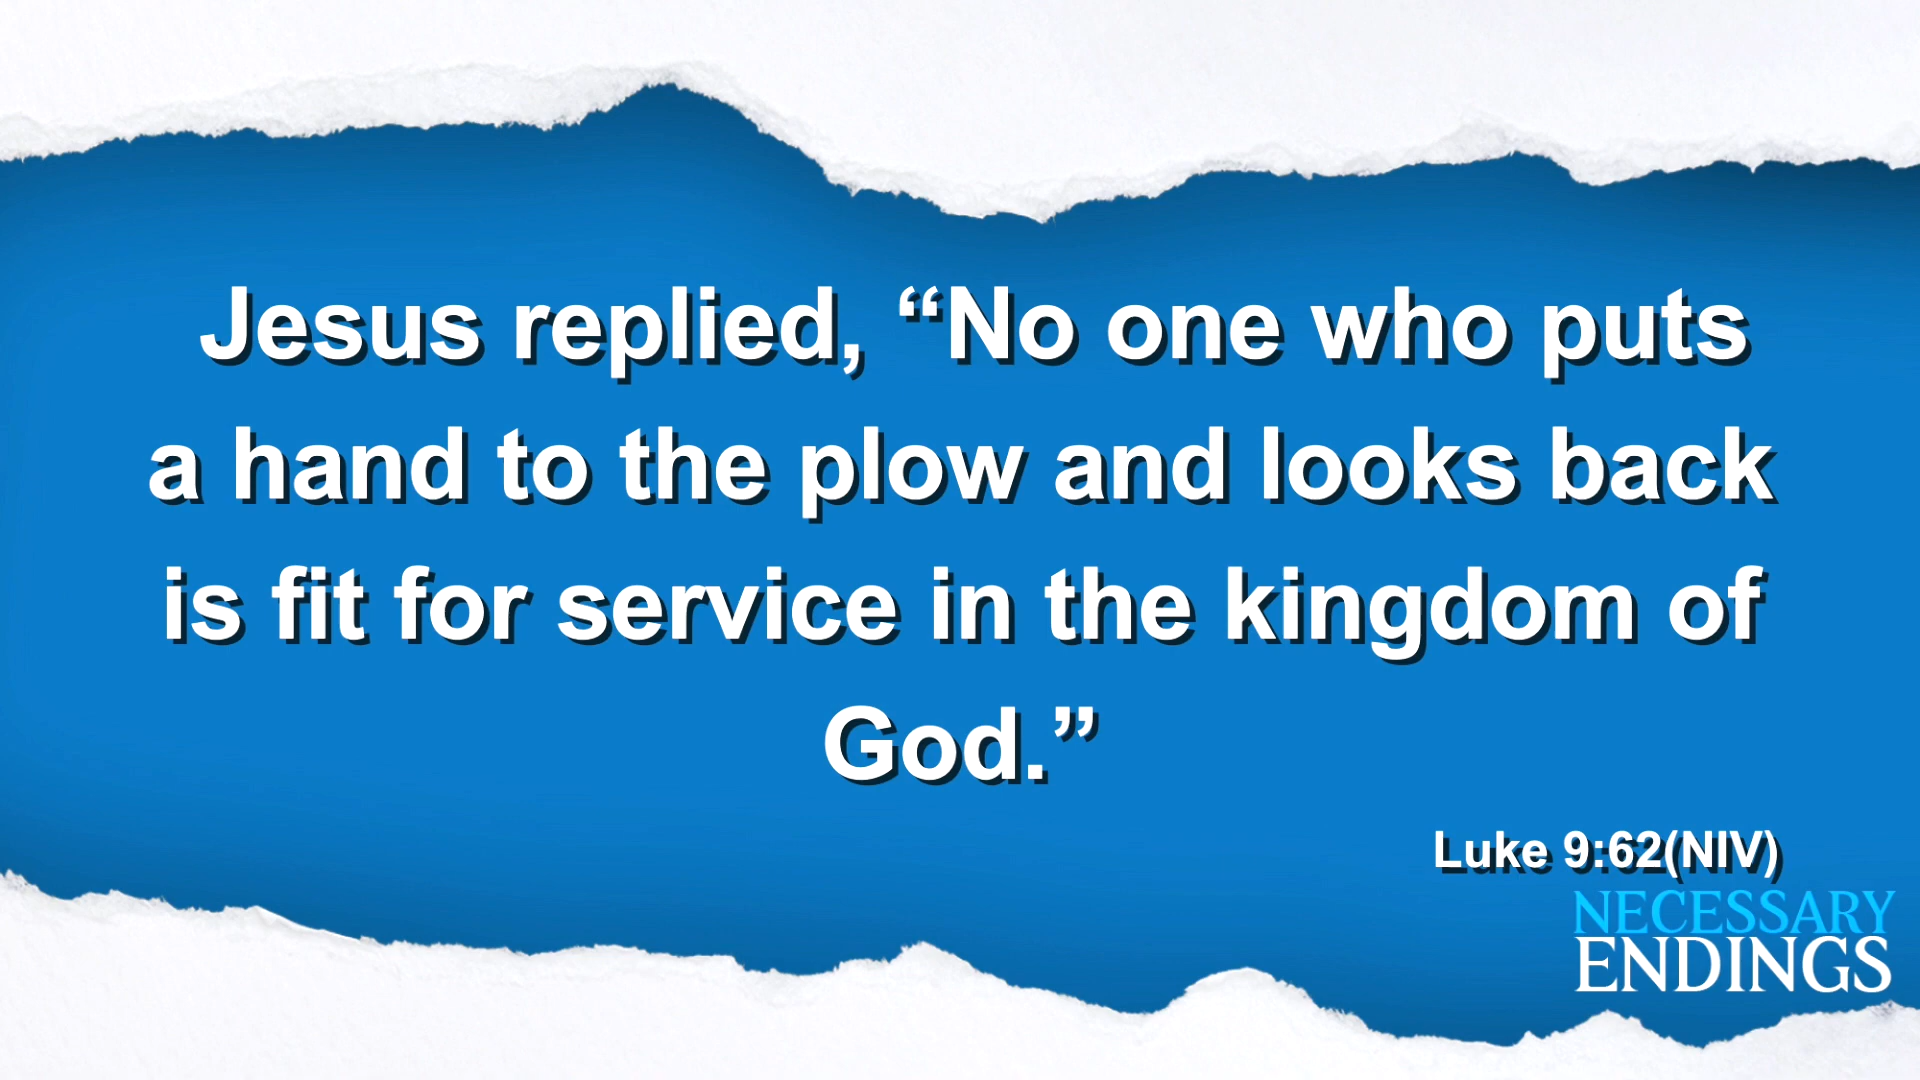 Jesus replied, “No one who puts
a hand to the plow and looks back
is fit for service in the kingdom of
God.”
Luke 9:62(NIV)
NECESSARY
ENDINGS